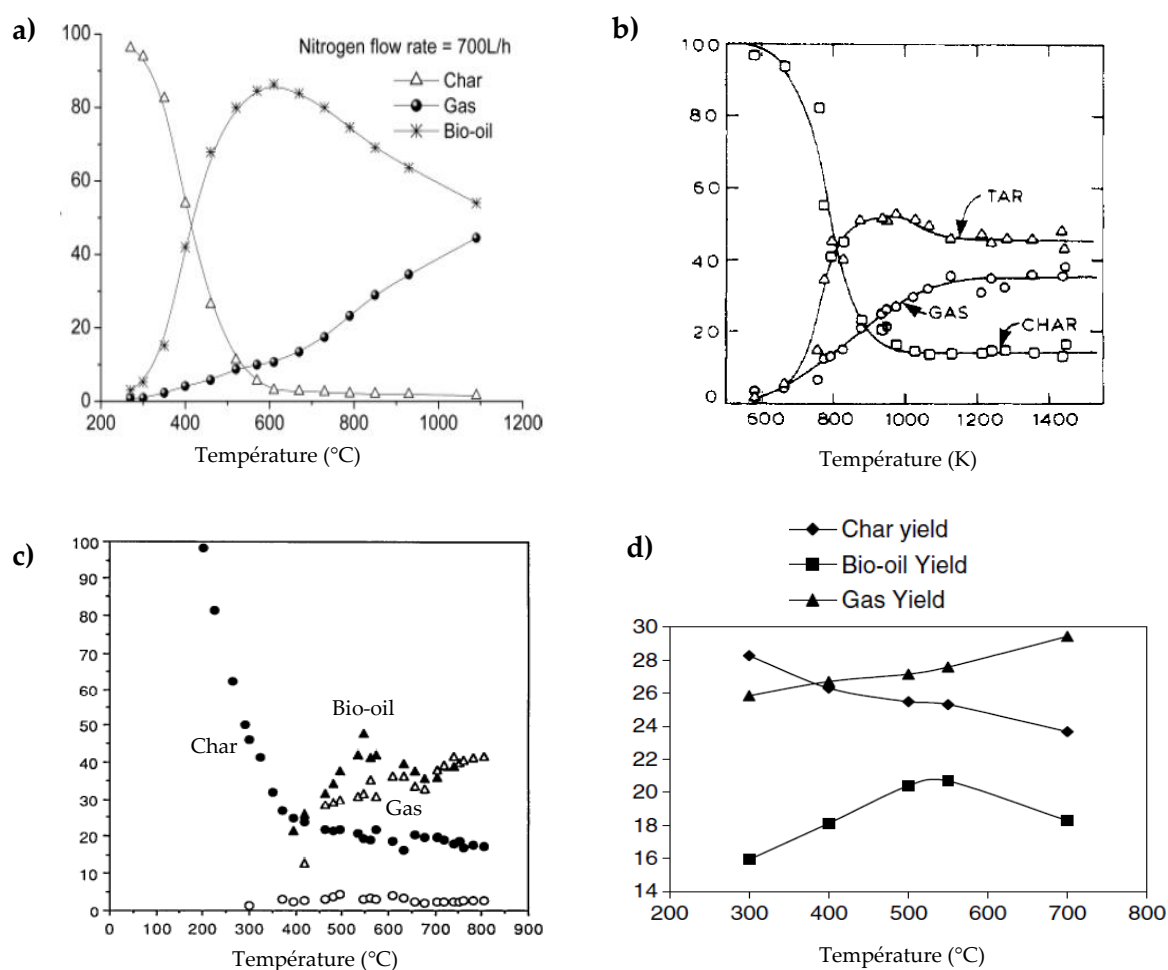 a)
Nitrogen flow rate = 700L/h
Char
Gas
Bio-oil
100
80
60
40
20
0
200 400 600 800 1000 1200
Température (°C)
b)
100
80
60
40
20
0
600 800 1000 1200 1400
TAR
GAS
CHAR
Température (K)
c)
100
90
80
70
60
50
40
30
20
10
0
0 100 200 300 400 500 600 700 800 900
Char
Bio-oil
Gas
Température (°C)
d)
Char yield
Bio-oil Yield
Gas Yield
30
28
26
24
22
20
18
16
14
200 300 400 500 600 700 800
Température (°C)